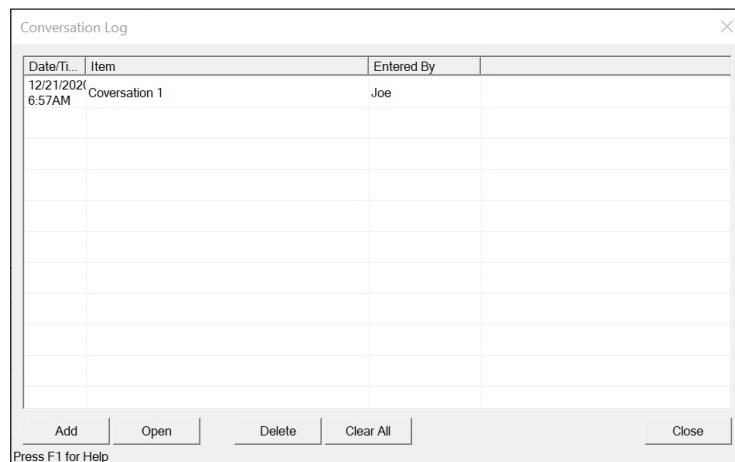 Conversation Log
Date/Ti... Item Entered By
12/21/202(
6:57AM
Coversation 1 Joe
Add Open Delete Clear All Close
Press F1 for Help